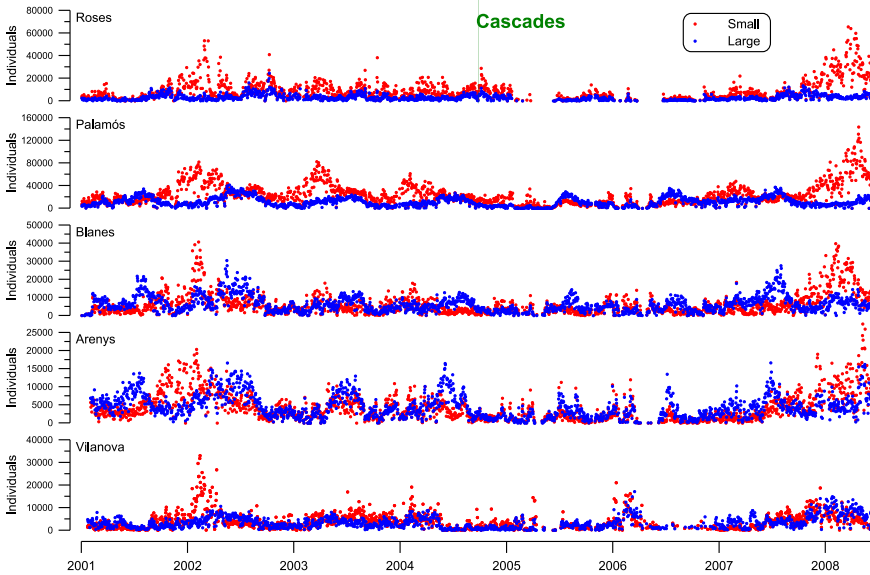 Roses
Cascades
Small
Large
Individuals
80000
60000
40000
20000
0
Palamós
Individuals
160000
120000
80000
40000
0
Blanes
Individuals
50000
40000
30000
20000
10000
0
Arenys
Individuals
25000
20000
15000
10000
5000
0
Vilanova
Individuals
40000
30000
20000
10000
0
2001 2002 2003 2004 2005 2006 2007 2008